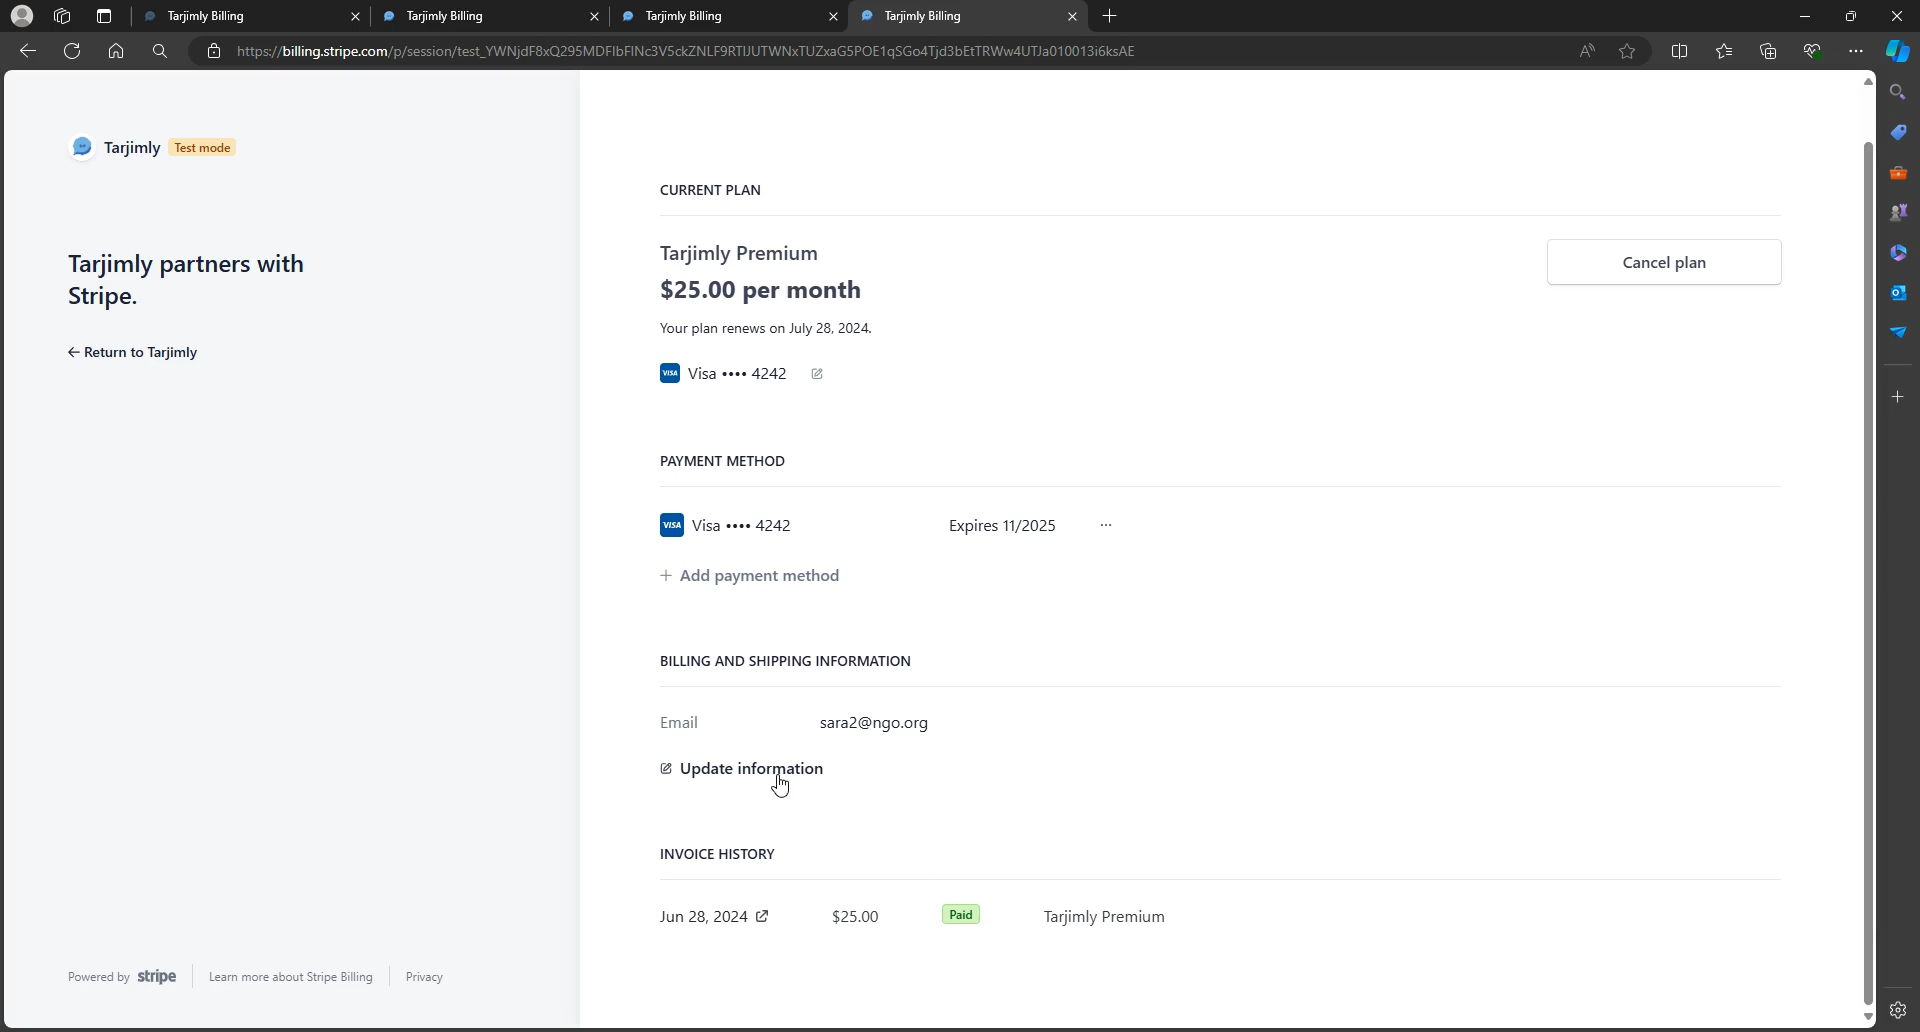 Tarjimly Billing
Tarjimly Billing
Tarjimly Billing
Tarjimly Billing
https://billing.stripe.com/p/session/test_YWNjdF8xQ295MDFIbFlNc3V5ckZNLF9RTlJUTWNxTUZxaG5POE1qSGo4Tjd3bEtTRWw4UTJa010013i6ksAE
Tarjimly Test mode
Tarjimly partners with
Stripe.
← Return to Tarjimly
Powered by stripe
Learn more about Stripe Billing
Privacy
CURRENT PLAN
Tarjimly Premium
Cancel plan
$25.00 per month
Your plan renews on July 28, 2024.
VISA Visa •••• 4242
PAYMENT METHOD
VISA Visa •••• 4242 Expires 11/2025 ···
+ Add payment method
BILLING AND SHIPPING INFORMATION
Email sara2@ngo.org
Update information
INVOICE HISTORY
Jun 28, 2024 $25.00 Paid Tarjimly Premium